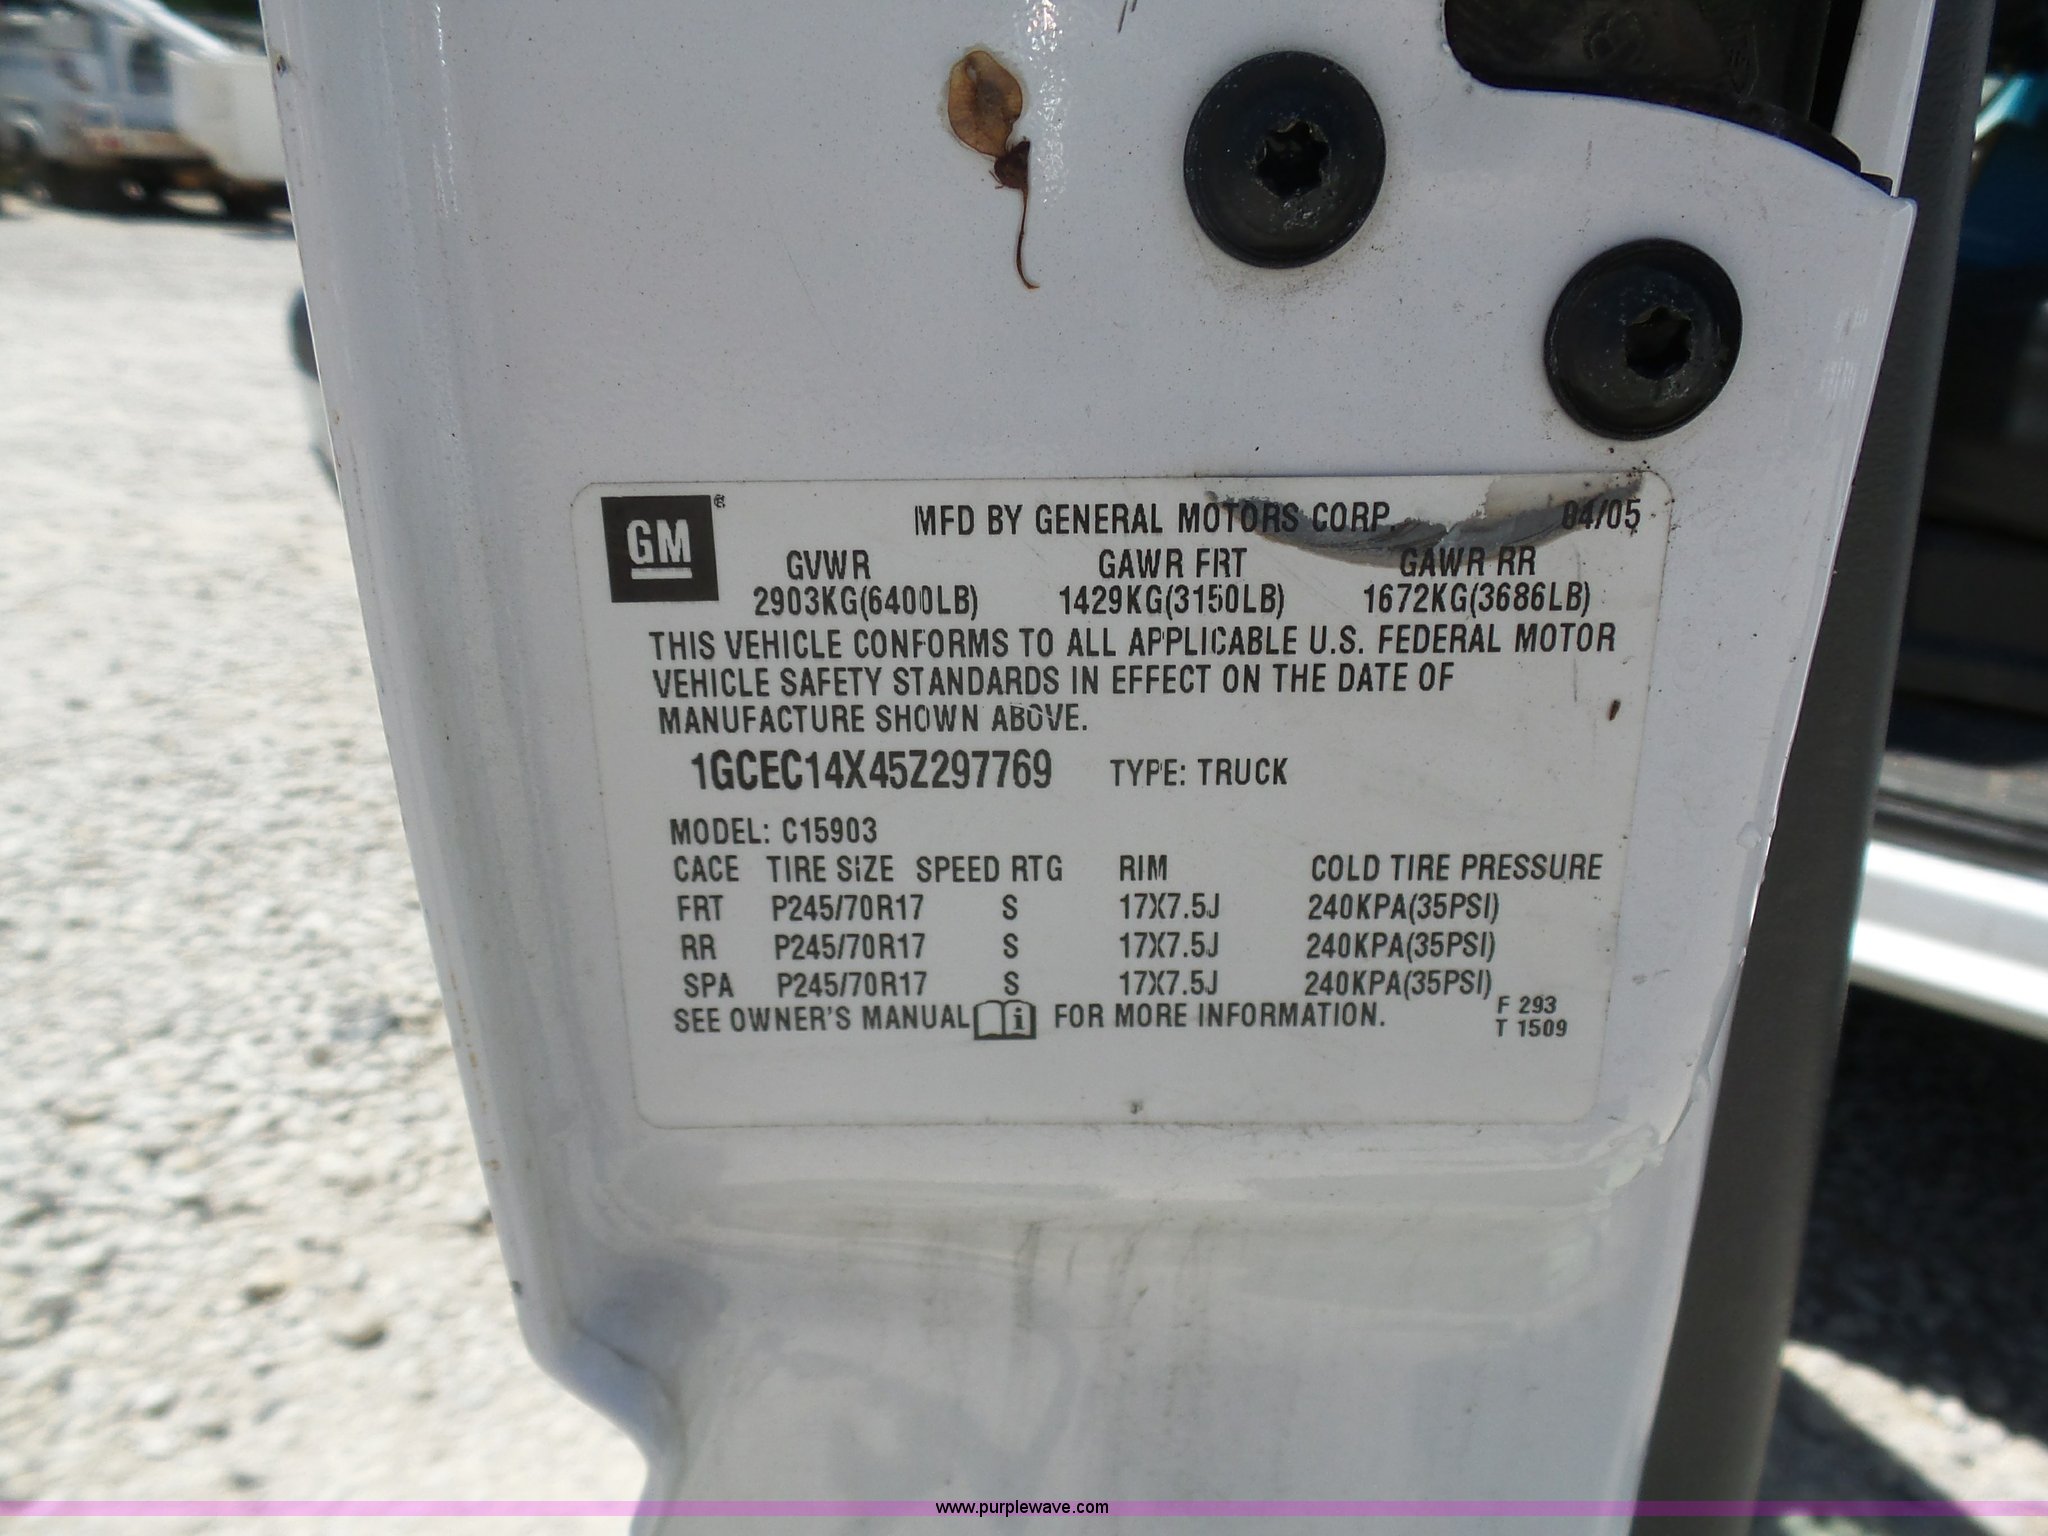 GM®
MFD BY GENERAL MOTORS CORP. 04/05
GVWR GAWR FRT GAWR RR
2903KG(6400LB) 1429KG(3150LB) 1672KG(3686LB)
THIS VEHICLE CONFORMS TO ALL APPLICABLE U.S. FEDERAL MOTOR
VEHICLE SAFETY STANDARDS IN EFFECT ON THE DATE OF
MANUFACTURE SHOWN ABOVE.
1GCEC14X45Z297769 TYPE: TRUCK
MODEL: C15903
CACE TIRE SIZE SPEED RTG RIM COLD TIRE PRESSURE
FRT P245/70R17 S 17X7.5J 240KPA(35PSI)
RR P245/70R17 S 17X7.5J 240KPA(35PSI)
SPA P245/70R17 S 17X7.5J 240KPA(35PSI)
SEE OWNER'S MANUAL i FOR MORE INFORMATION.
F 293
T 1509
www.purplewave.com